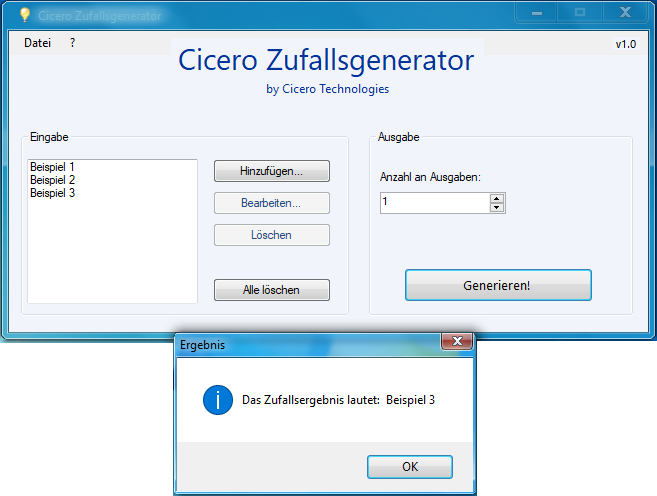 Cicero Zufallsgenerator
Datei ?
v1.0
Cicero Zufallsgenerator
by Cicero Technologies
Eingabe
Beispiel 1
Beispiel 2
Beispiel 3
Hinzufügen...
Bearbeiten...
Löschen
Alle löschen
Ausgabe
Anzahl an Ausgaben:
1
Generieren!
Ergebnis
Das Zufallsergebnis lautet: Beispiel 3
OK